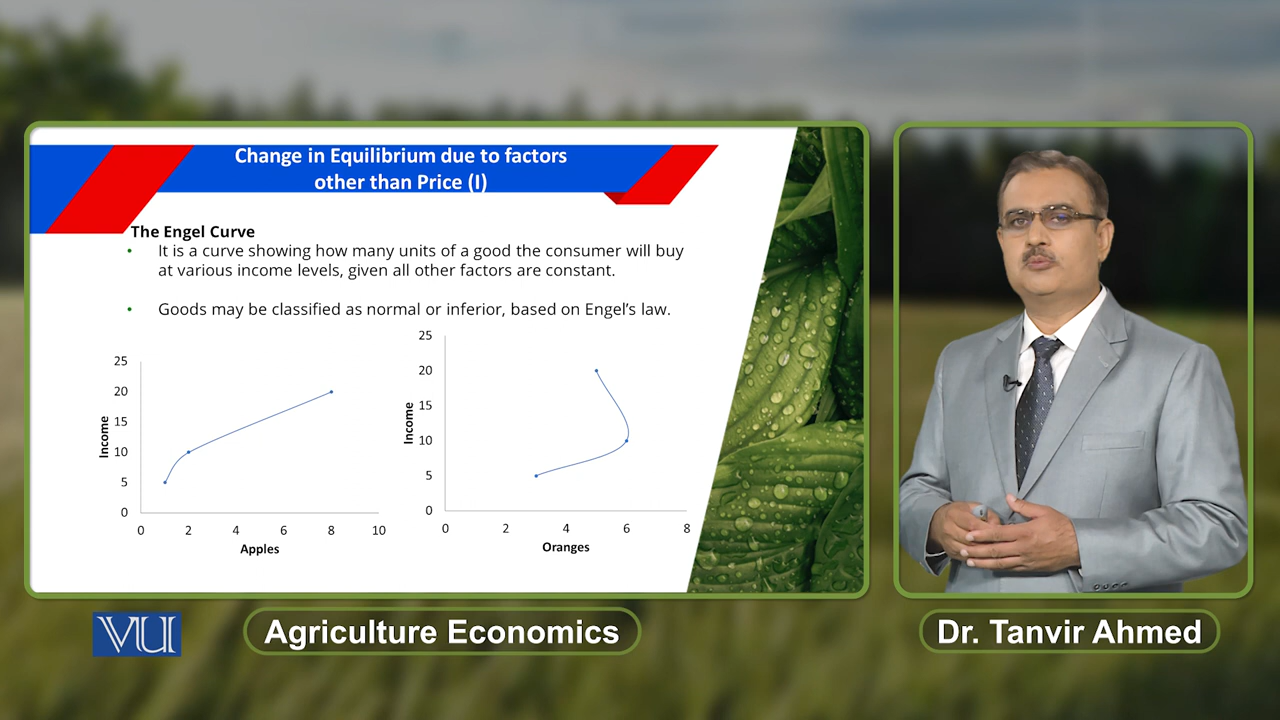 Change in Equilibrium due to factors
other than Price (I)
The Engel Curve
• It is a curve showing how many units of a good the consumer will buy
at various income levels, given all other factors are constant.
• Goods may be classified as normal or inferior, based on Engel's law.
25
20
15
10
5
0
Income
0 2 4 6 8 10
Apples
25
20
15
10
5
0
Income
0 2 4 6 8
Oranges
VU
Agriculture Economics
Dr. Tanvir Ahmed